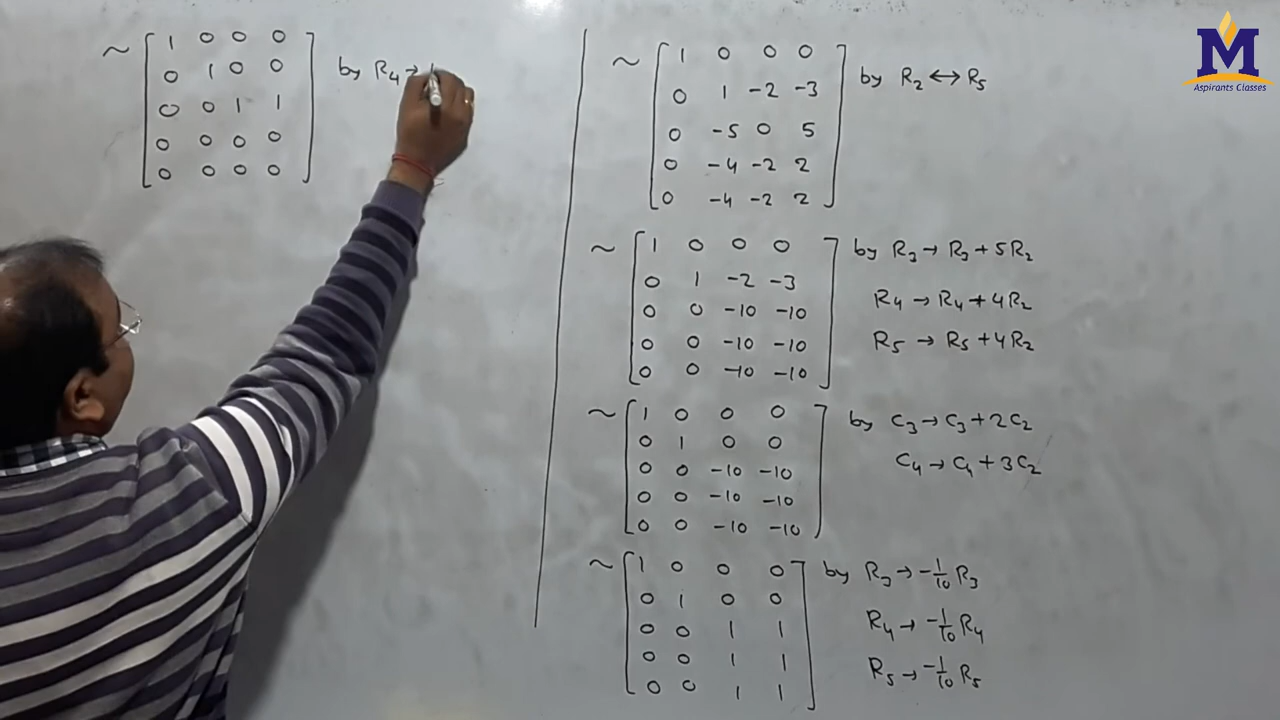 ~ [ 1 0 0 0
0 1 0 0 by R₄ →
0 0 1 1
0 0 0 0
0 0 0 0 ]
~ [ 1 0 0 0
0 1 -2 -3 by R₂ ↔ R₅
0 -5 0 5
0 -4 -2 2
0 -4 -2 2 ]
~ [ 1 0 0 0 by R₃ → R₃ + 5R₂
0 1 -2 -3 R₄ → R₄ + 4R₂
0 0 -10 -10
0 0 -10 -10 R₅ → R₅ + 4R₂
0 0 -10 -10 ]
~ [ 1 0 0 0 by C₃ → C₃ + 2C₂
0 1 0 0
0 0 -10 -10 C₄ → C₄ + 3C₂
0 0 -10 -10
0 0 -10 -10 ]
~ [ 1 0 0 0 by R₃ → -1/10 R₃
0 1 0 0
0 0 1 1 R₄ → -1/10 R₄
0 0 1 1 R₅ → -1/10 R₅
0 0 1 1 ]
M
Aspirants Classes